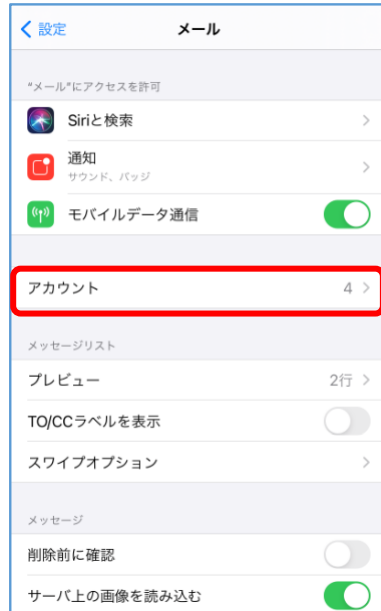 設定 メール
“メール”にアクセスを許可
Siriと検索
通知
サウンド、バッジ
モバイルデータ通信
アカウント 4
メッセージリスト
プレビュー 2行
TO/CCラベルを表示
スワイプオプション
メッセージ
削除前に確認
サーバ上の画像を読み込む